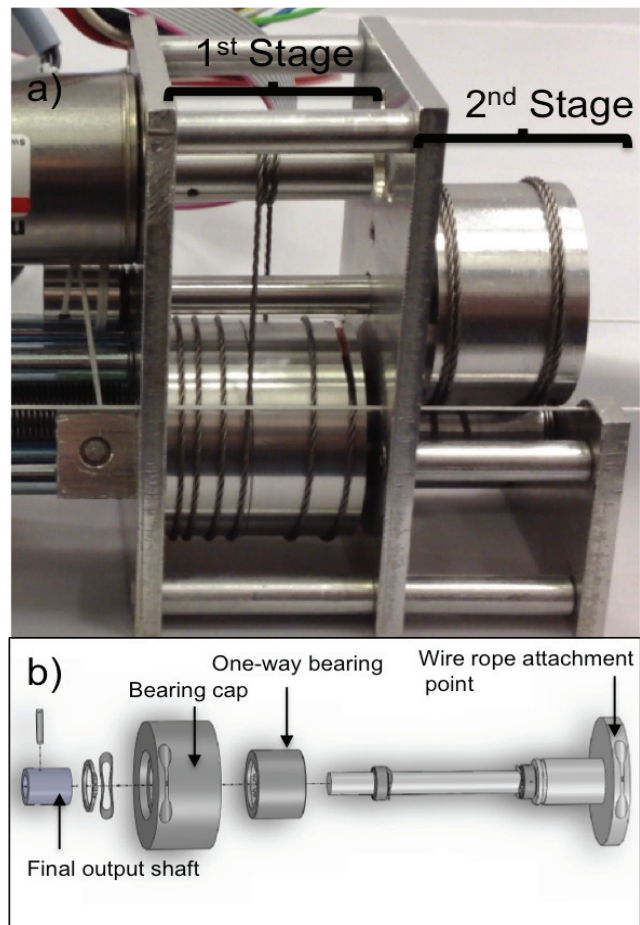 1st Stage
a)
2nd Stage
b)
One-way bearing
Wire rope attachment
point
Bearing cap
Final output shaft